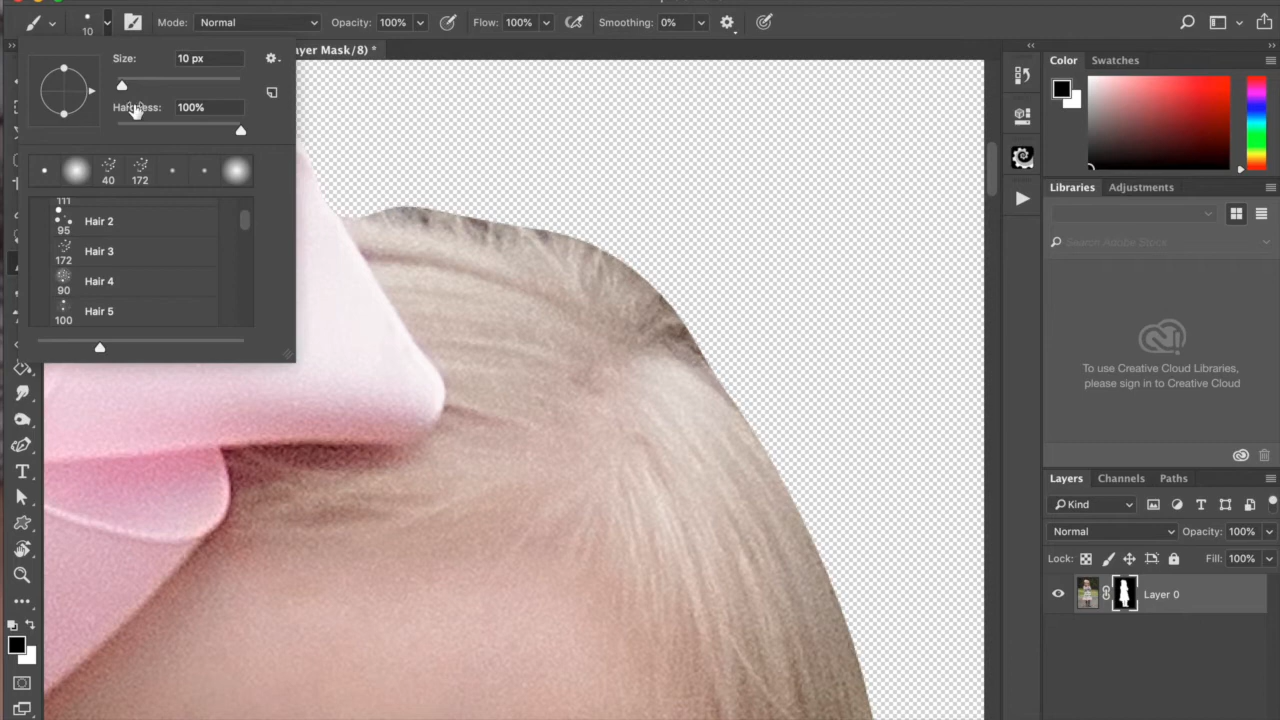 10
Mode: Normal
Opacity: 100%
Flow: 100%
Smoothing: 0%
ayer Mask/8) *
Size: 10 px
Hardness: 100%
40
172
111
Hair 2
95
Hair 3
172
Hair 4
90
Hair 5
100
Color
Swatches
Libraries
Adjustments
Search Adobe Stock
To use Creative Cloud Libraries,
please sign in to Creative Cloud
Layers
Channels
Paths
Kind
Normal
Opacity: 100%
Lock:
Fill: 100%
Layer 0